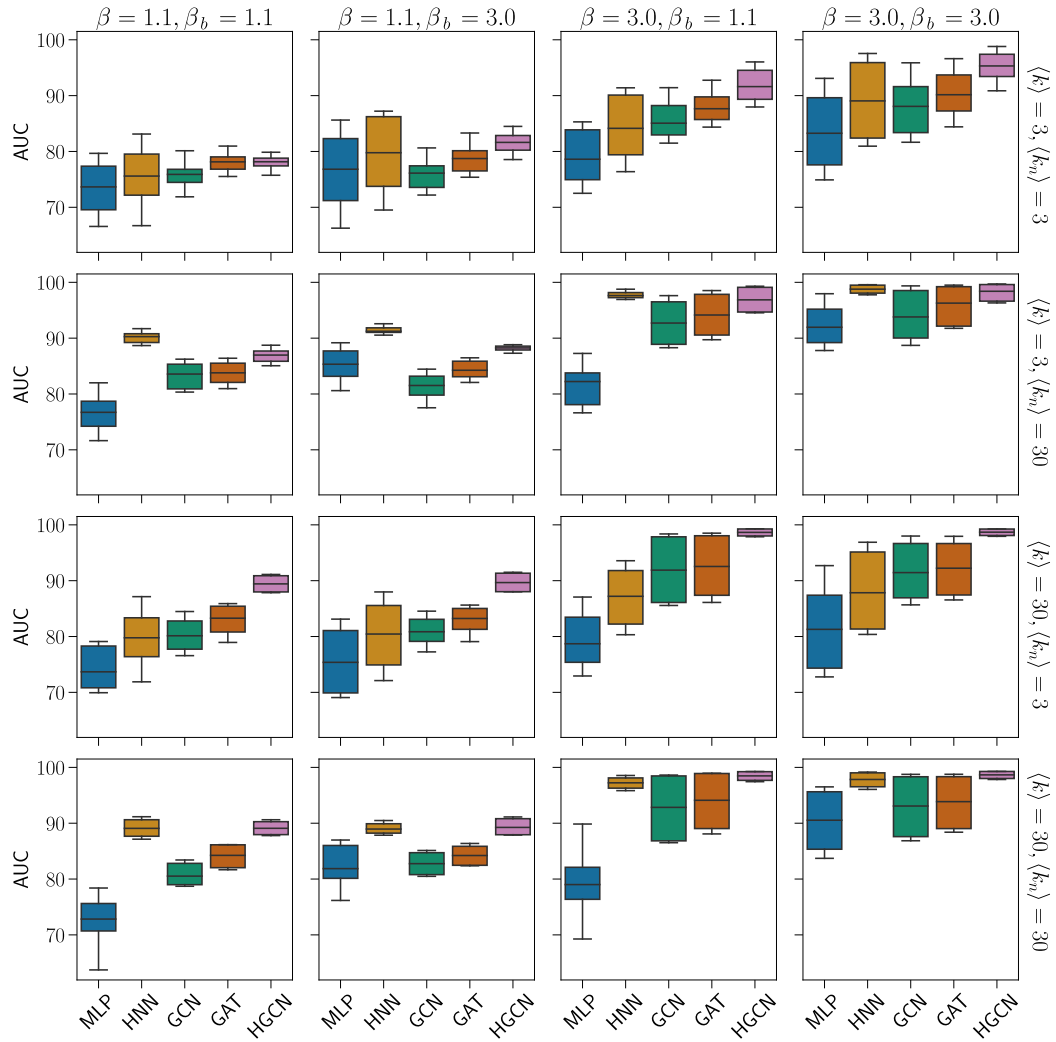 β = 1.1, β_b = 1.1
β = 1.1, β_b = 3.0
β = 3.0, β_b = 1.1
β = 3.0, β_b = 3.0
100
90
80
70
AUC
⟨k⟩ = 3, ⟨k_n⟩ = 3
100
90
80
70
AUC
⟨k⟩ = 3, ⟨k_n⟩ = 30
100
90
80
70
AUC
⟨k⟩ = 30, ⟨k_n⟩ = 3
100
90
80
70
AUC
⟨k⟩ = 30, ⟨k_n⟩ = 30
MLP HNN GCN GAT HGCN
MLP HNN GCN GAT HGCN
MLP HNN GCN GAT HGCN
MLP HNN GCN GAT HGCN